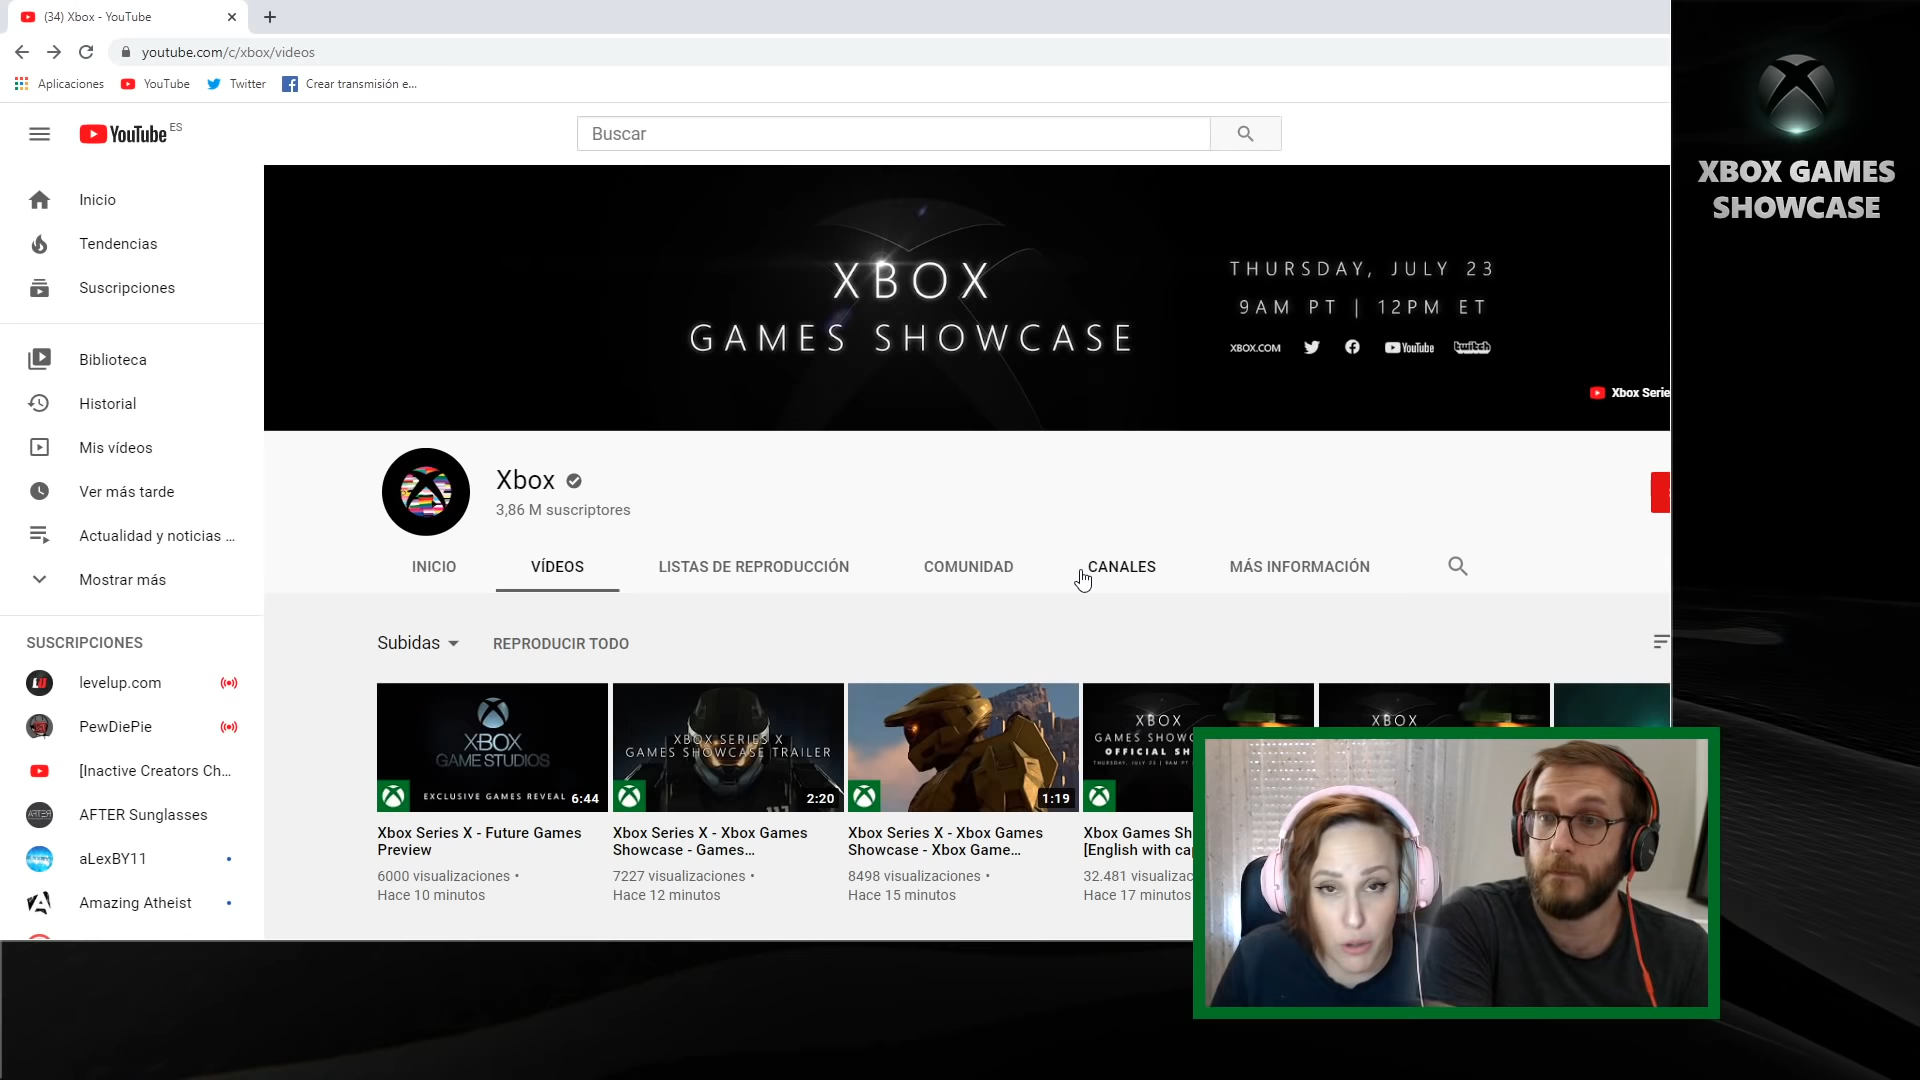 (34) Xbox - YouTube
youtube.com/c/xbox/videos
Aplicaciones
YouTube
Twitter
Crear transmisión e...
YouTube ES
Buscar
XBOX GAMES
SHOWCASE
Inicio
Tendencias
Suscripciones
Biblioteca
Historial
Mis vídeos
Ver más tarde
Actualidad y noticias ...
Mostrar más
SUSCRIPCIONES
levelup.com
PewDiePie
[Inactive Creators Ch...
AFTER Sunglasses
aLexBY11
Amazing Atheist
XBOX
GAMES SHOWCASE
THURSDAY, JULY 23
9AM PT | 12PM ET
XBOX.COM
YouTube
twitch
Xbox Serie
Xbox
3,86 M suscriptores
INICIO
VÍDEOS
LISTAS DE REPRODUCCIÓN
COMUNIDAD
CANALES
MÁS INFORMACIÓN
Subidas
REPRODUCIR TODO
XBOX
GAME STUDIOS
EXCLUSIVE GAMES REVEAL
6:44
Xbox Series X - Future Games
Preview
6000 visualizaciones •
Hace 10 minutos
XBOX SERIES X
GAMES SHOWCASE TRAILER
2:20
Xbox Series X - Xbox Games
Showcase - Games...
7227 visualizaciones •
Hace 12 minutos
1:19
Xbox Series X - Xbox Games
Showcase - Xbox Game...
8498 visualizaciones •
Hace 15 minutos
XBOX
GAMES SHOW
OFFICIAL SH
THURSDAY, JULY 23 | 9AM PT
Xbox Games Sh
[English with cap
32.481 visualizac
Hace 17 minutos
XBOX